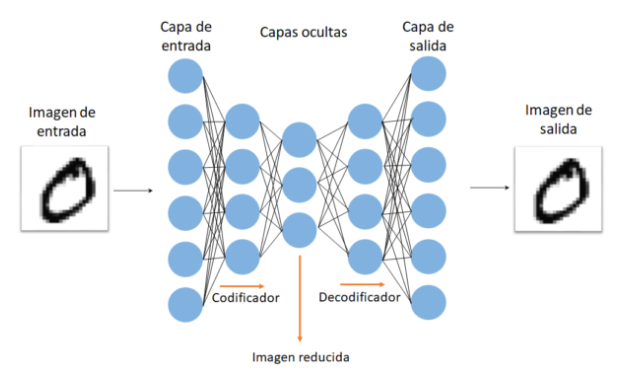 Capa de
entrada
Capas ocultas
Capa de
salida
Imagen de
entrada
Imagen de
salida
Codificador
Decodificador
Imagen reducida